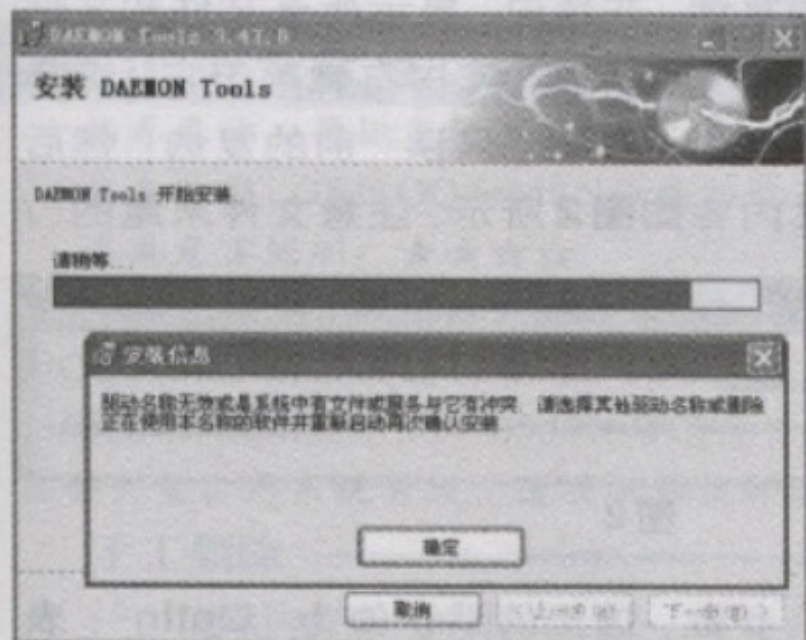 DAEMON Tools 3.47.0
安装 DAEMON Tools
DAEMON Tools 开始安装
请稍等...
安装信息
驱动名称无效或是系统中有文件或服务与它有冲突. 请选择其他驱动名称或删除
正在使用本名称的软件并重新启动再次确认安装
确定
取消